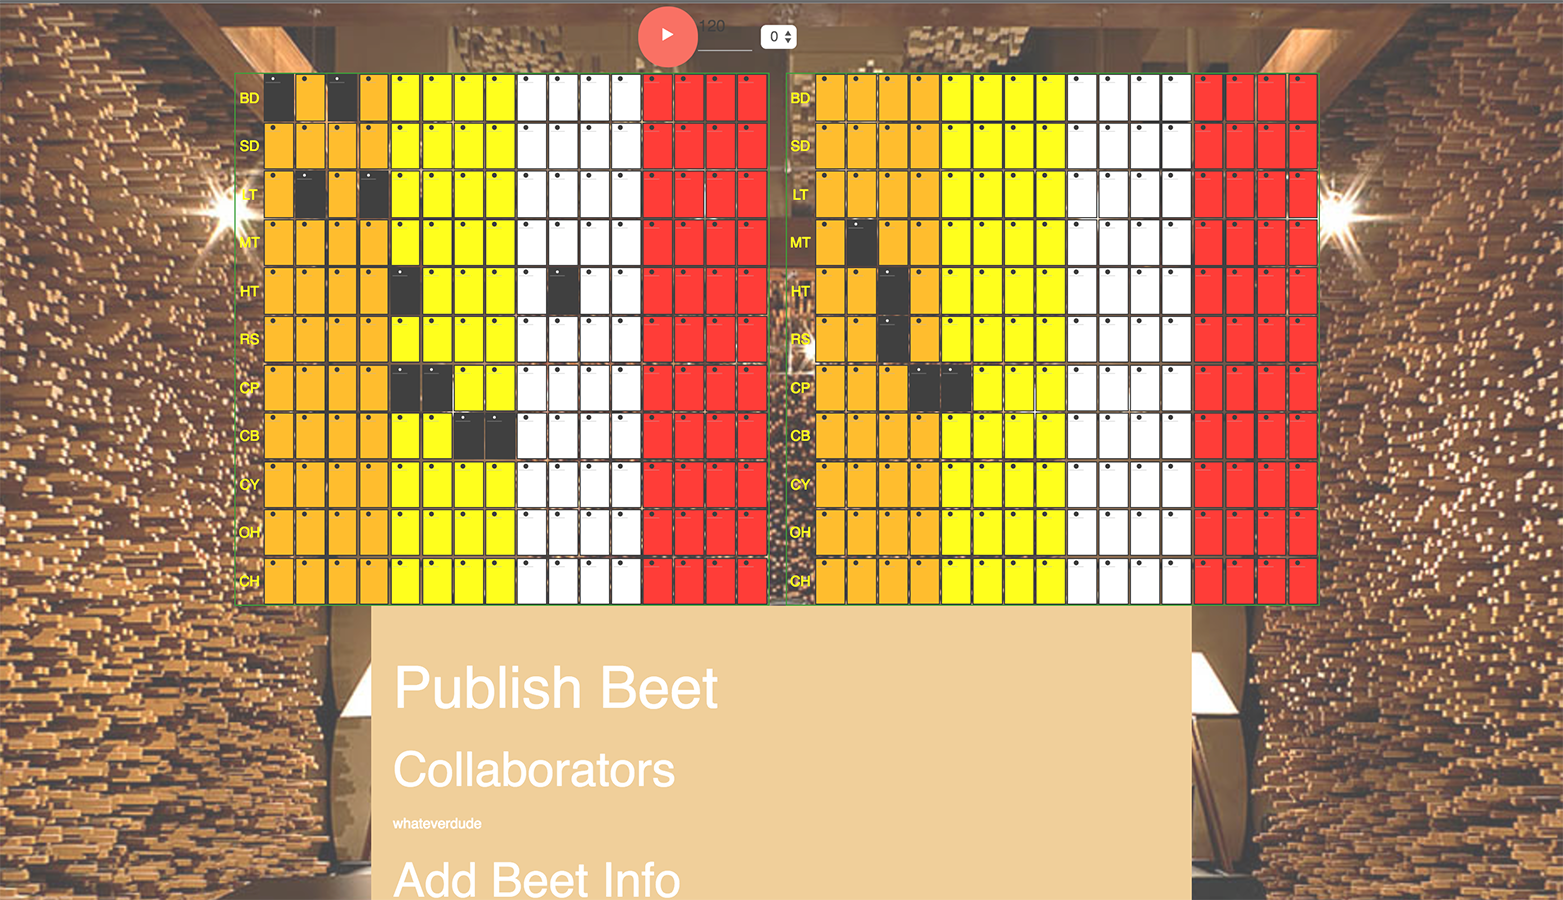 120
0
BD BD
SD SD
LT LT
MT MT
HT HT
RS RS
CP CP
CB CB
CY CY
OH OH
CH CH
Publish Beet
Collaborators
whateverdude
Add Beet Info